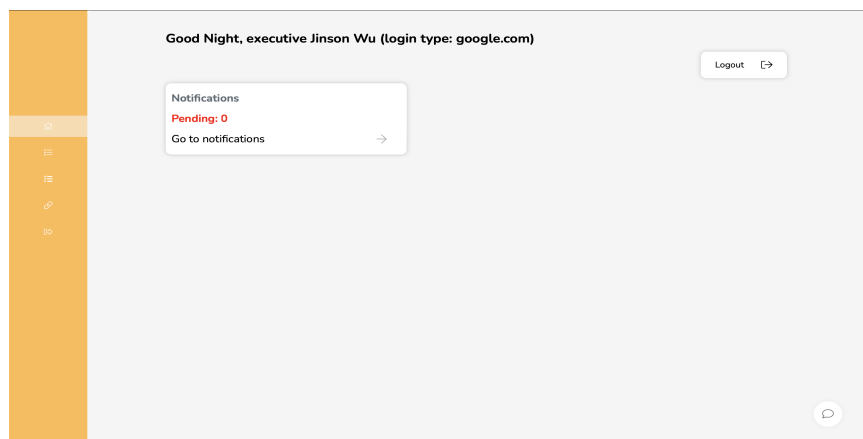 Good Night, executive Jinson Wu (login type: google.com)
Logout
Notifications
Pending: 0
Go to notifications